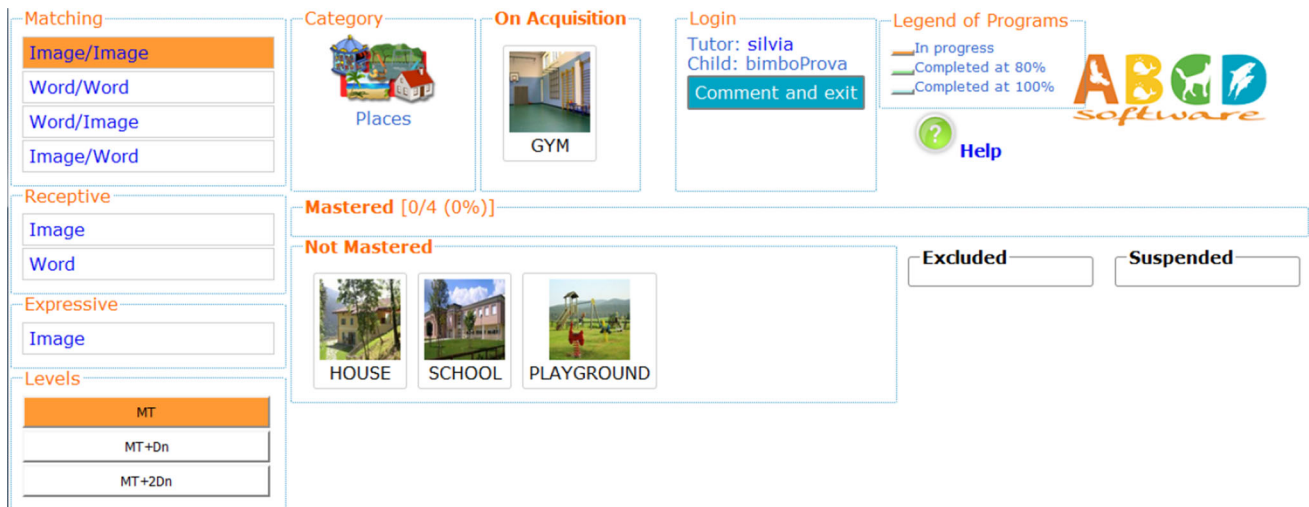 Matching
Image/Image
Word/Word
Word/Image
Image/Word
Receptive
Image
Word
Expressive
Image
Levels
MT
MT+Dn
MT+2Dn
Category
Places
On Acquisition
GYM
Login
Tutor: silvia
Child: bimboProva
Comment and exit
Legend of Programs
In progress
Completed at 80%
Completed at 100%
?
Help
ABCD
software
Mastered [0/4 (0%)]
Not Mastered
HOUSE
SCHOOL
PLAYGROUND
Excluded
Suspended